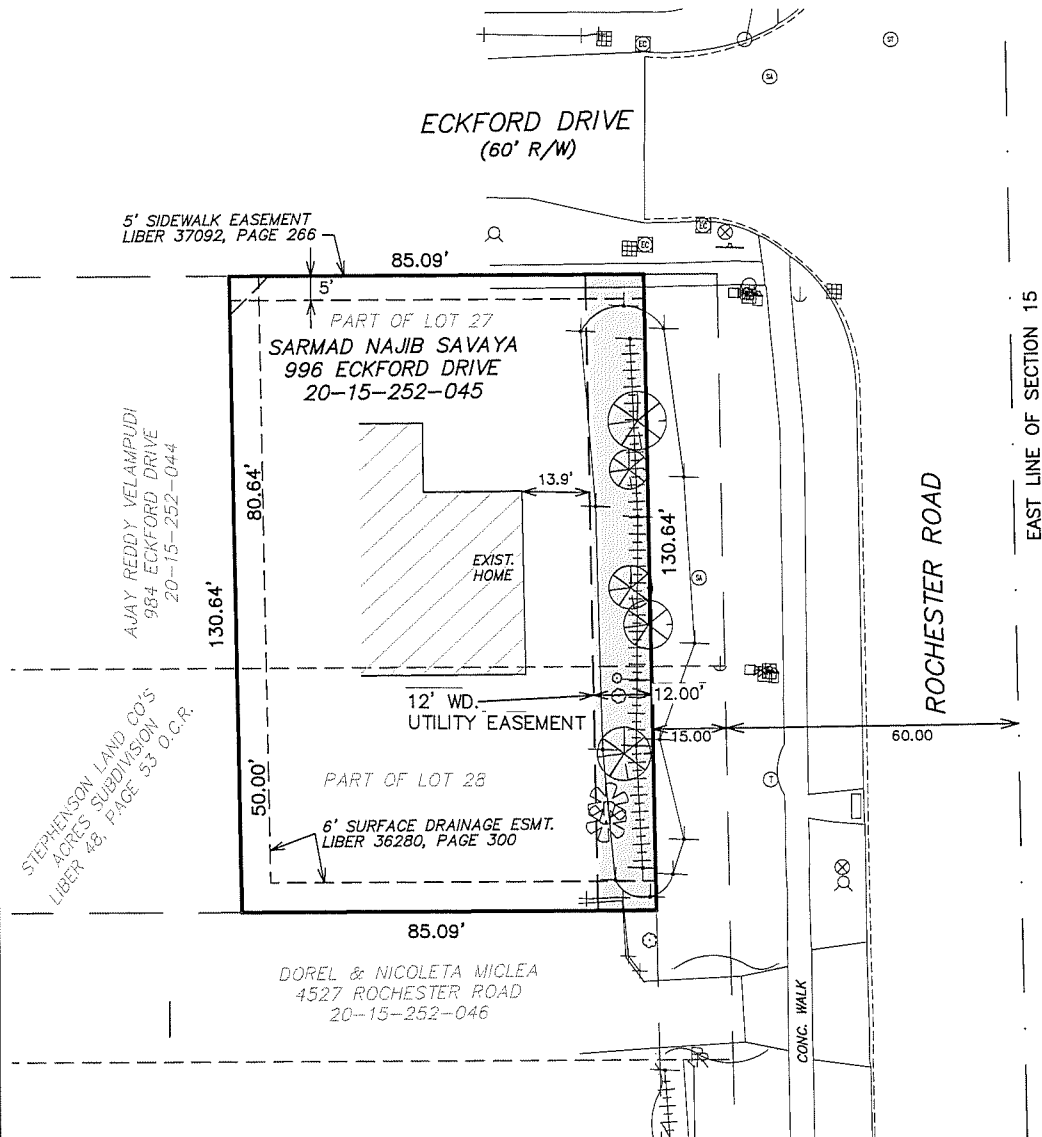 ECKFORD DRIVE
(60' R/W)
5' SIDEWALK EASEMENT
LIBER 37092, PAGE 266
85.09'
5'
PART OF LOT 27
SARMAD NAJIB SAVAYA
996 ECKFORD DRIVE
20-15-252-045
AJAY REDDY VELAMPUDI
984 ECKFORD DRIVE
20-15-252-044
80.64'
130.64'
13.9'
EXIST.
HOME
130.64'
ROCHESTER ROAD
EAST LINE OF SECTION 15
12' WD.
UTILITY EASEMENT
12.00'
15.00
60.00
STEPHENSON LAND CO'S
ACRES SUBDIVISION
LIBER 48, PAGE 53 O.C.R.
50.00'
PART OF LOT 28
6' SURFACE DRAINAGE ESMT.
LIBER 36280, PAGE 300
85.09'
DOREL & NICOLETA MICLEA
4527 ROCHESTER ROAD
20-15-252-046
CONC. WALK